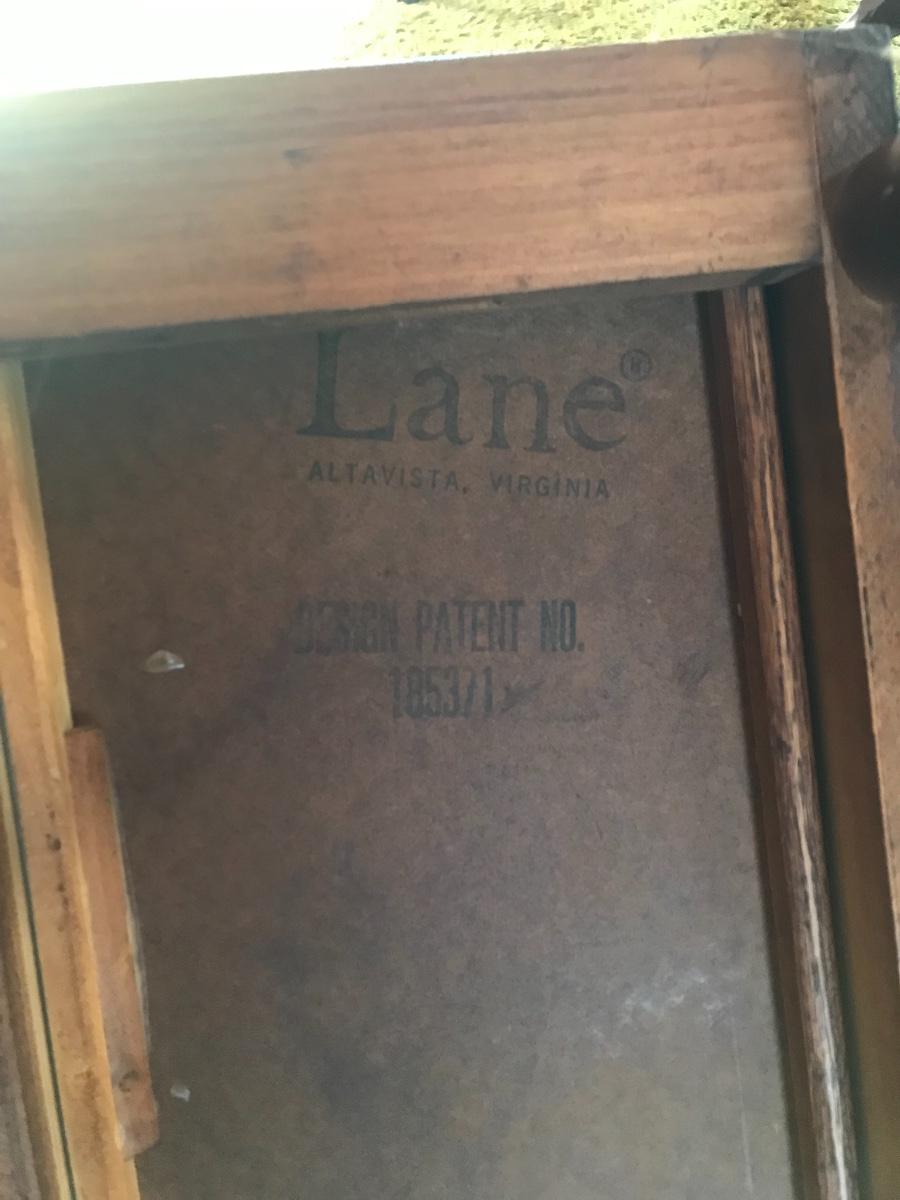 Lane®
ALTAVISTA, VIRGINIA
DESIGN PATENT NO.
185371